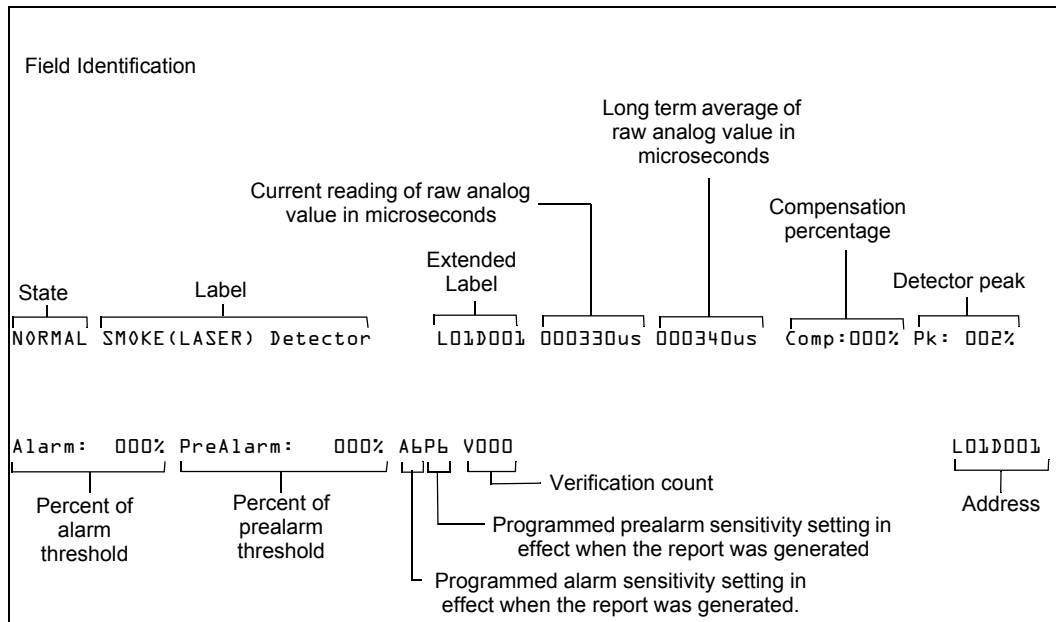 Field Identification
Long term average of
raw analog value in
microseconds
Current reading of raw analog
value in microseconds
Compensation
percentage
Extended
Label
State
Label
Detector peak
NORMAL SMOKE(LASER) Detector L01D001 000330us 000340us Comp:000% Pk: 002%
Alarm: 000% PreAlarm: 000% A6P6 V000 L01D001
Verification count
Address
Percent of
alarm
threshold
Percent of
prealarm
threshold
Programmed prealarm sensitivity setting in
effect when the report was generated
Programmed alarm sensitivity setting in
effect when the report was generated.